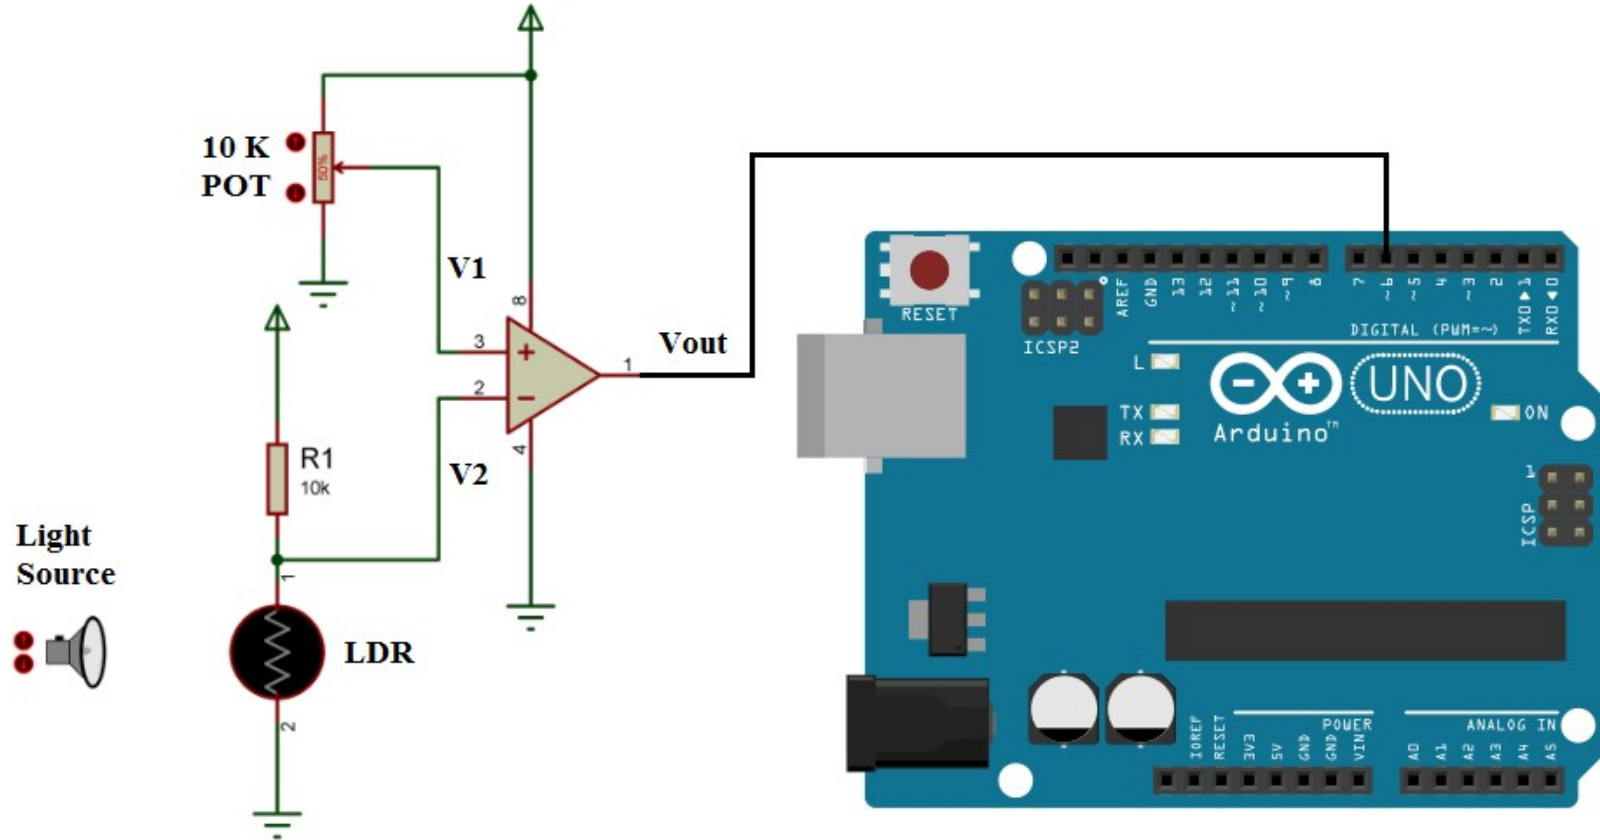 10 K
POT
50%
V1
8
3
+
2
−
1
4
Vout
V2
R1
10k
Light
Source
1
LDR
2
RESET
ICSP2
AREF
GND
13
12
~11
~10
~9
8
7
~6
~5
4
~3
2
TX0▶1
RX0◀0
DIGITAL (PWM=~)
L
TX
RX
UNO
Arduino™
ON
1
ICSP
POWER
ANALOG IN
IOREF
RESET
3V3
5V
GND
GND
VIN
A0
A1
A2
A3
A4
A5